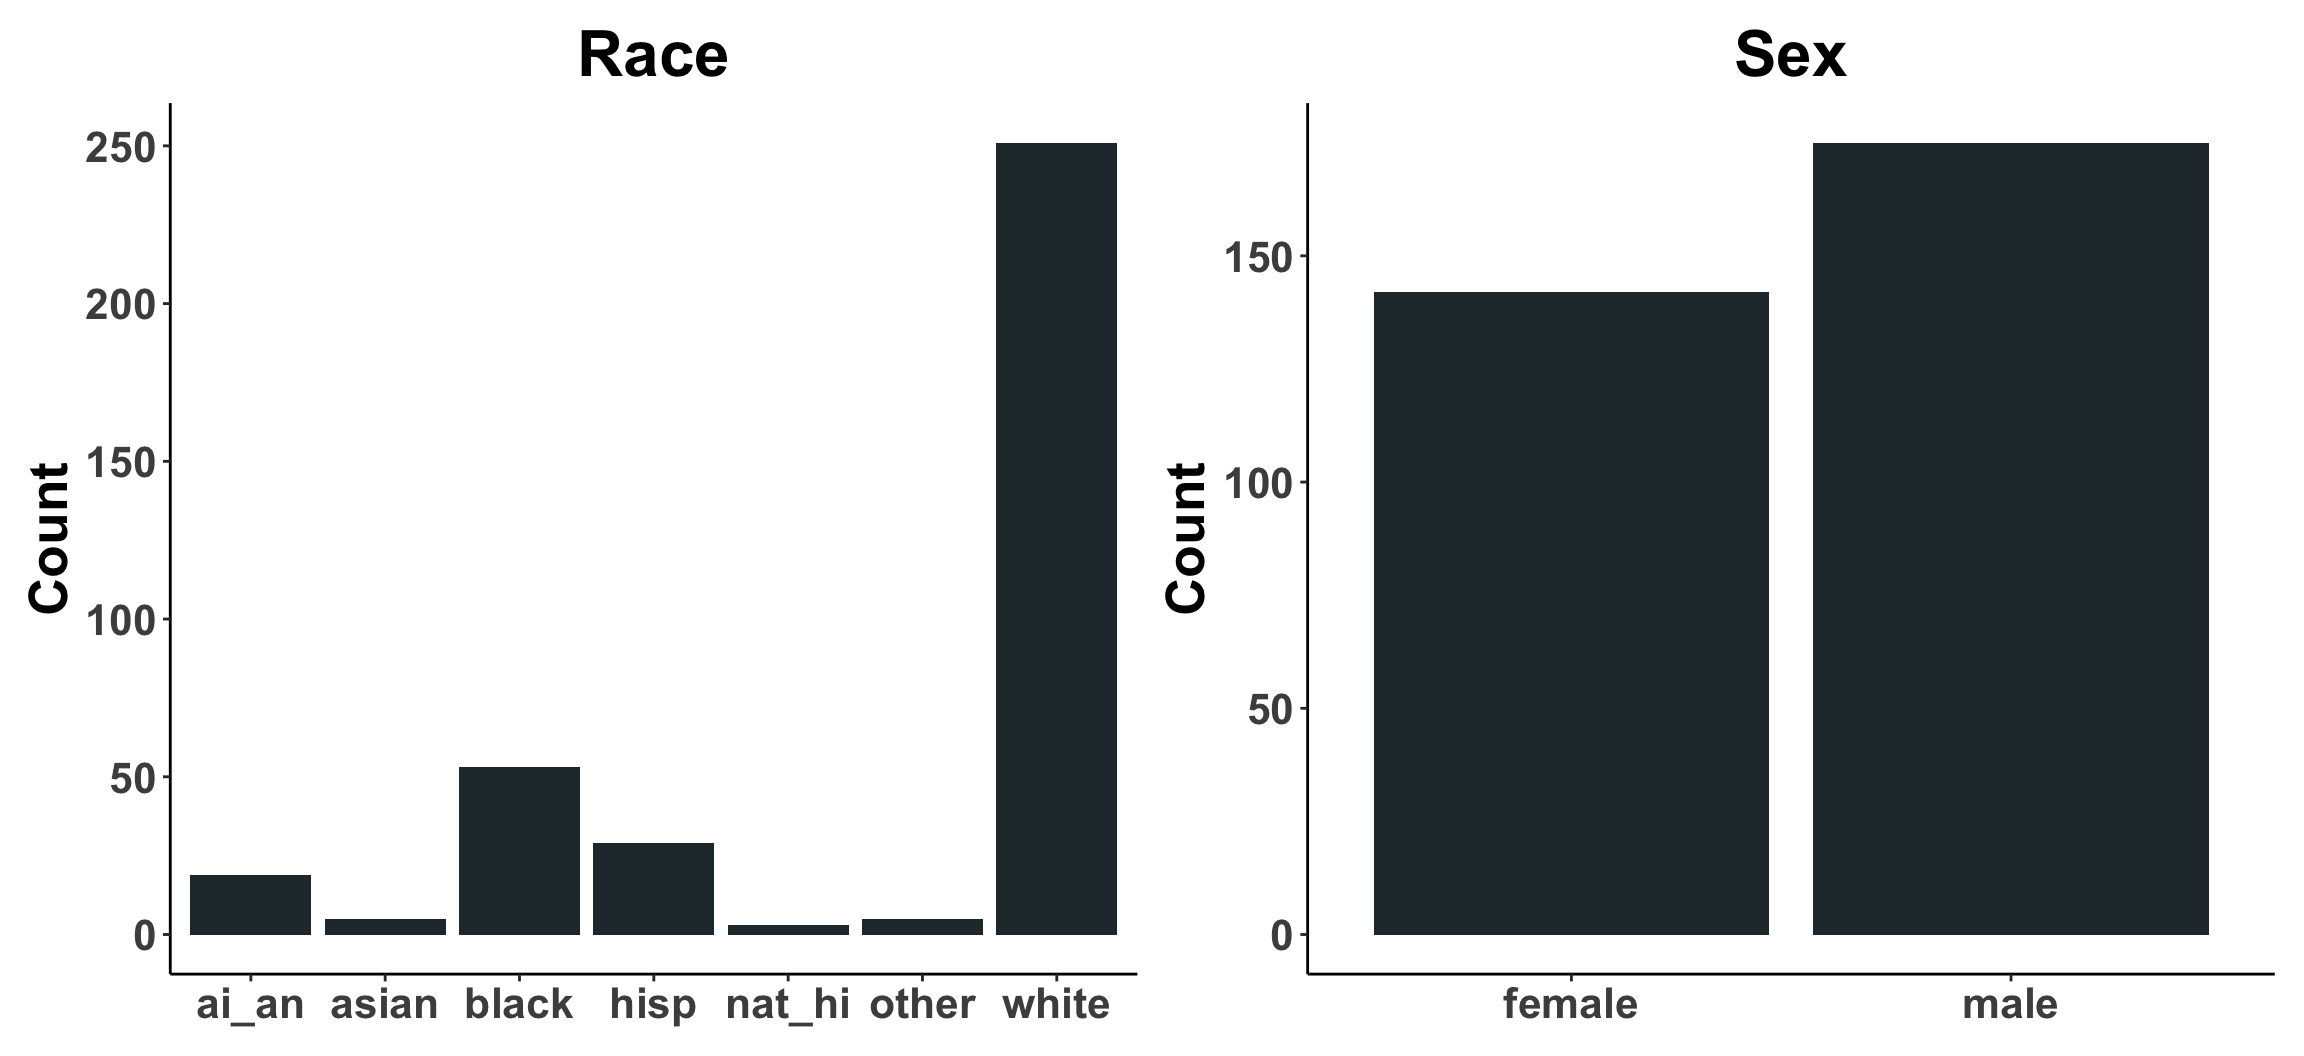 Race
Count
250
200
150
100
50
0
ai_an asian black hisp nat_hi other white
Sex
Count
150
100
50
0
female male